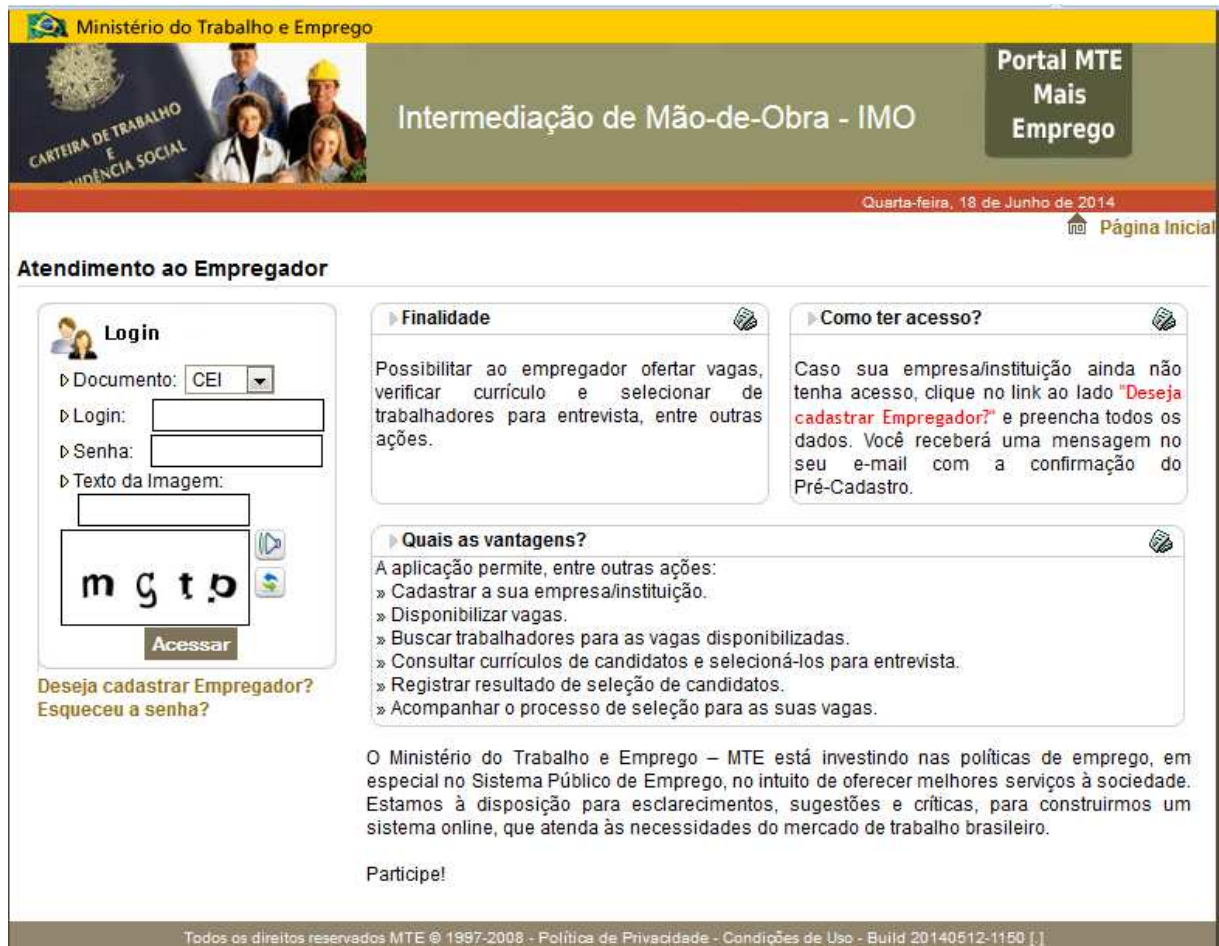 Ministério do Trabalho e Emprego
CARTEIRA DE TRABALHO
E
PREVIDÊNCIA SOCIAL
Intermediação de Mão-de-Obra - IMO
Portal MTE
Mais
Emprego
Quarta-feira, 18 de Junho de 2014
Página Inicial
Atendimento ao Empregador
Login
Documento: CEI
Login:
Senha:
Texto da Imagem:
m g t p
Acessar
Deseja cadastrar Empregador?
Esqueceu a senha?
Finalidade
Possibilitar ao empregador ofertar vagas,
verificar currículo e selecionar de
trabalhadores para entrevista, entre outras
ações.
Como ter acesso?
Caso sua empresa/instituição ainda não
tenha acesso, clique no link ao lado "Deseja
cadastrar Empregador?" e preencha todos os
dados. Você receberá uma mensagem no
seu e-mail com a confirmação do
Pré-Cadastro.
Quais as vantagens?
A aplicação permite, entre outras ações:
» Cadastrar a sua empresa/instituição.
» Disponibilizar vagas.
» Buscar trabalhadores para as vagas disponibilizadas.
» Consultar currículos de candidatos e selecioná-los para entrevista.
» Registrar resultado de seleção de candidatos.
» Acompanhar o processo de seleção para as suas vagas.
O Ministério do Trabalho e Emprego – MTE está investindo nas políticas de emprego, em
especial no Sistema Público de Emprego, no intuito de oferecer melhores serviços à sociedade.
Estamos à disposição para esclarecimentos, sugestões e críticas, para construirmos um
sistema online, que atenda às necessidades do mercado de trabalho brasileiro.
Participe!
Todos os direitos reservados MTE © 1997-2008 - Política de Privacidade - Condições de Uso - Build 20140512-1150 [.]